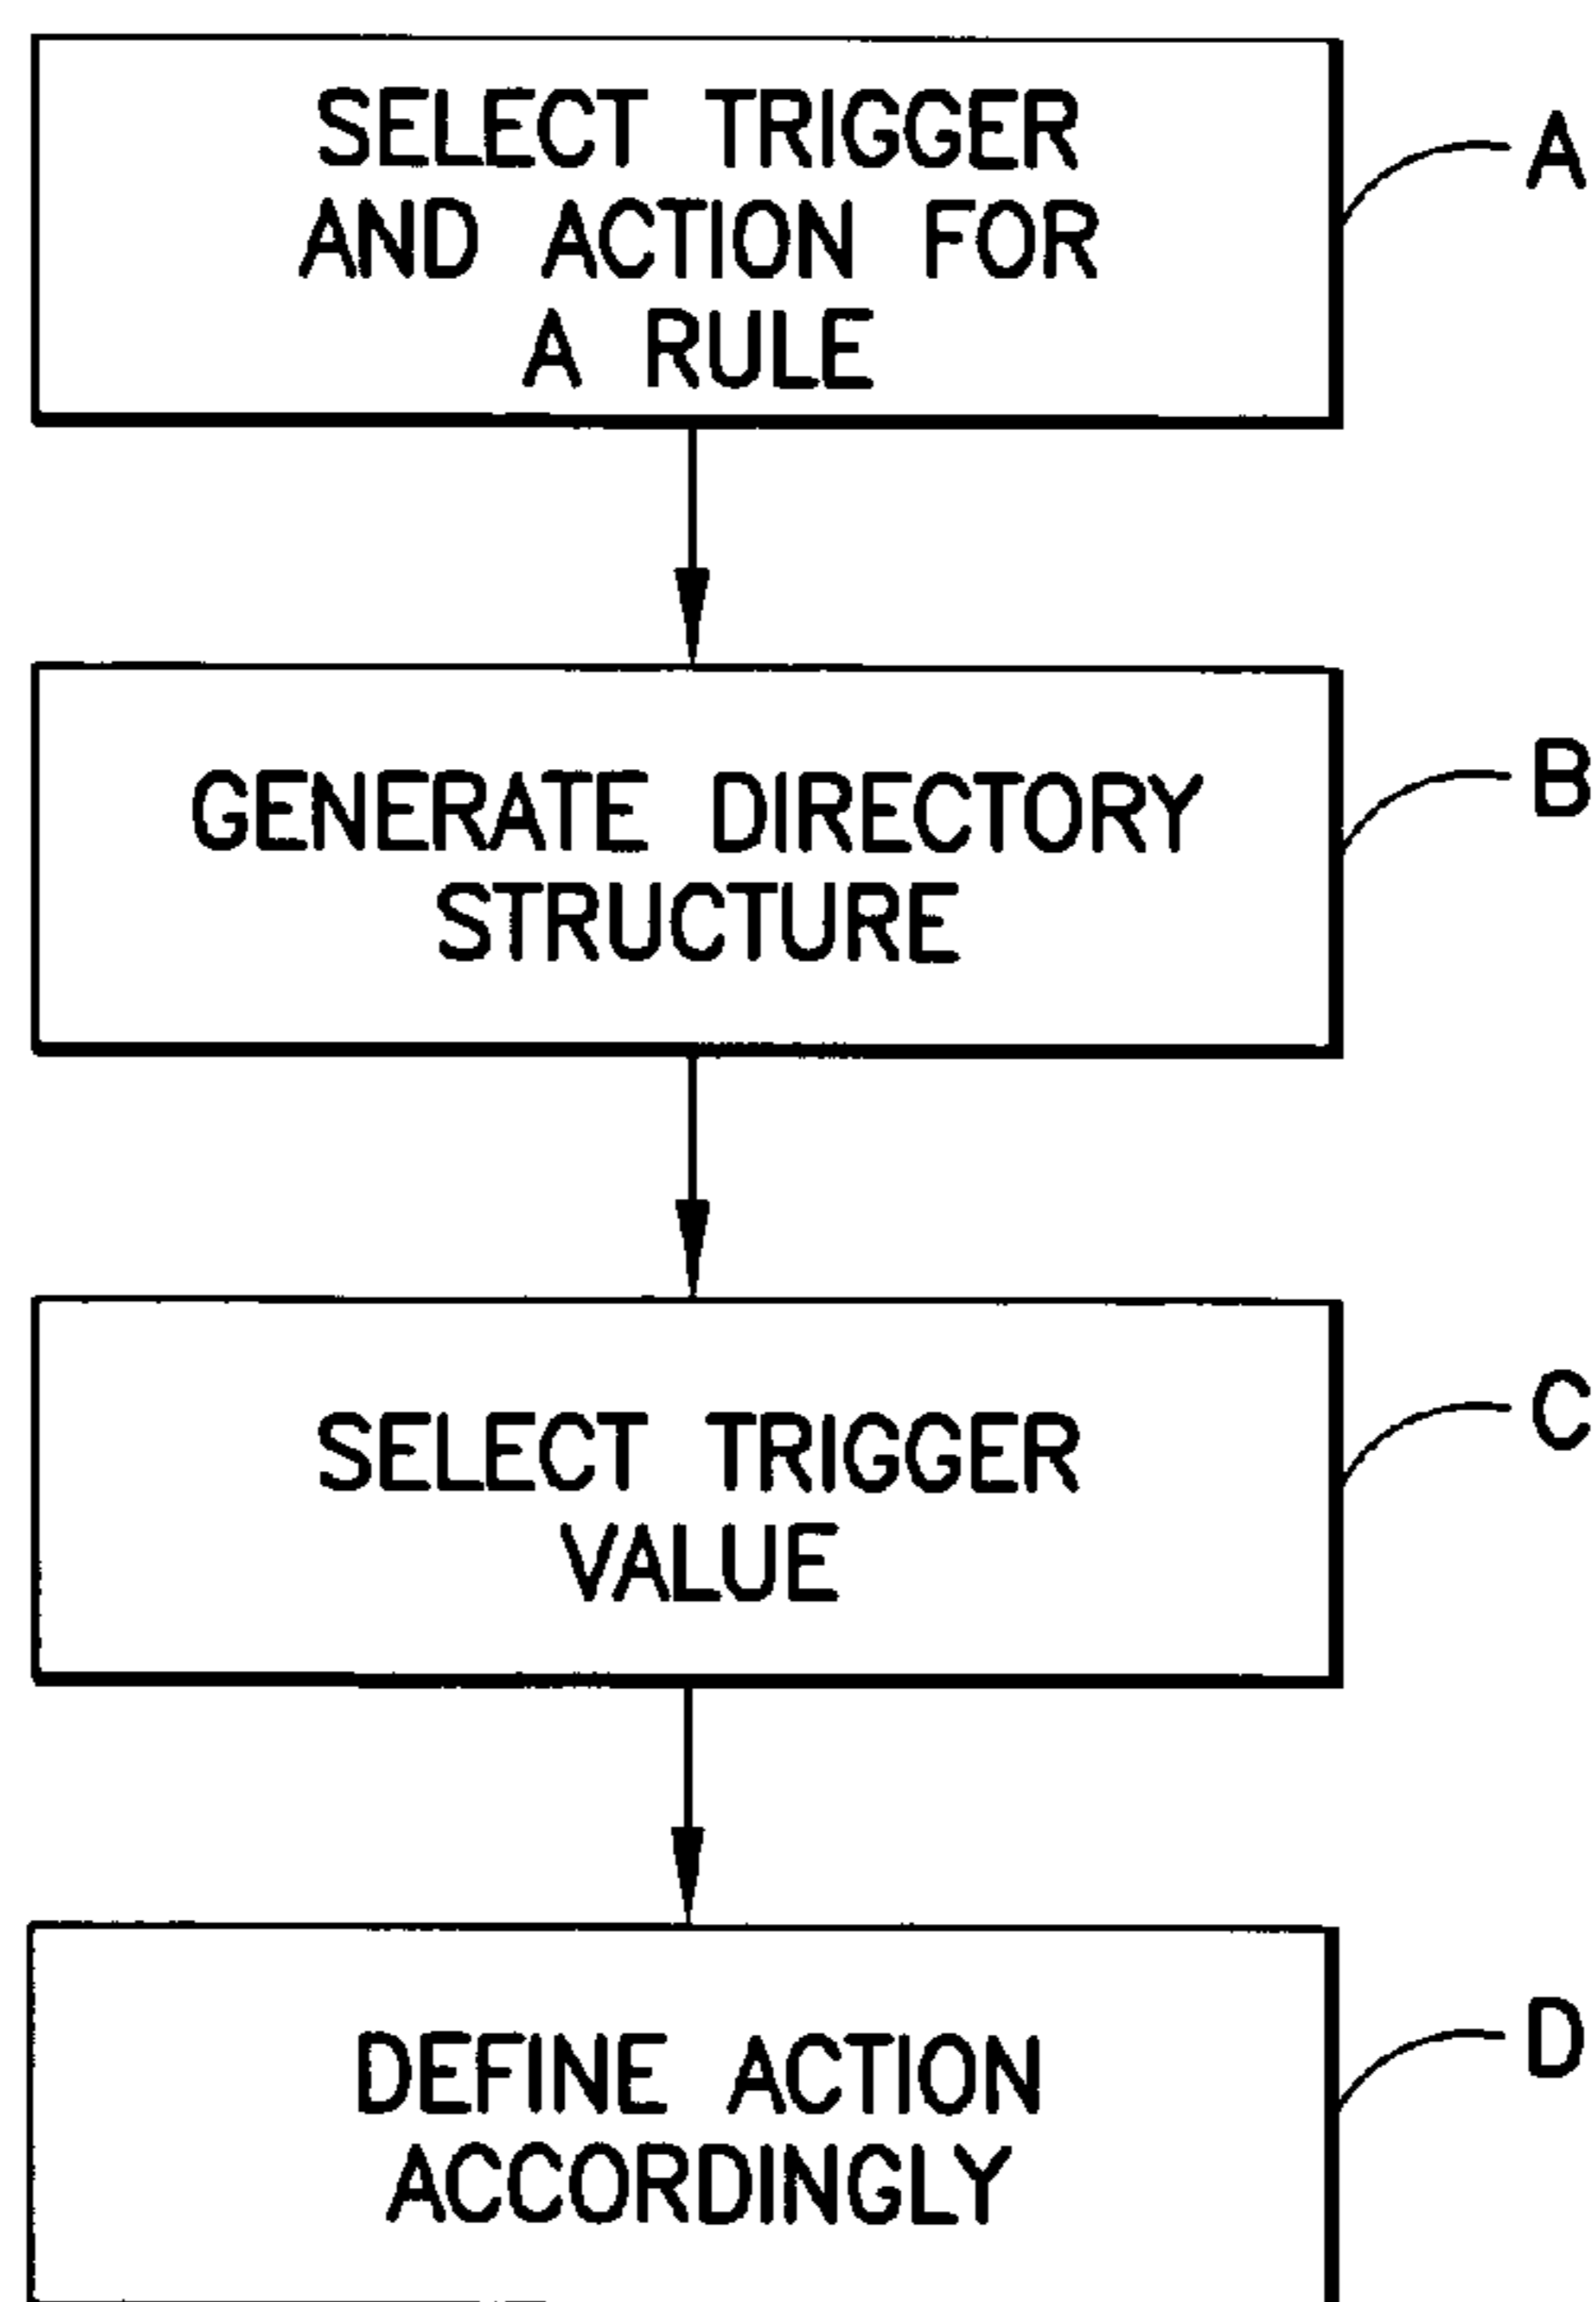 SELECT TRIGGER
AND ACTION FOR
A RULE
A
GENERATE DIRECTORY
STRUCTURE
B
SELECT TRIGGER
VALUE
C
DEFINE ACTION
ACCORDINGLY
D